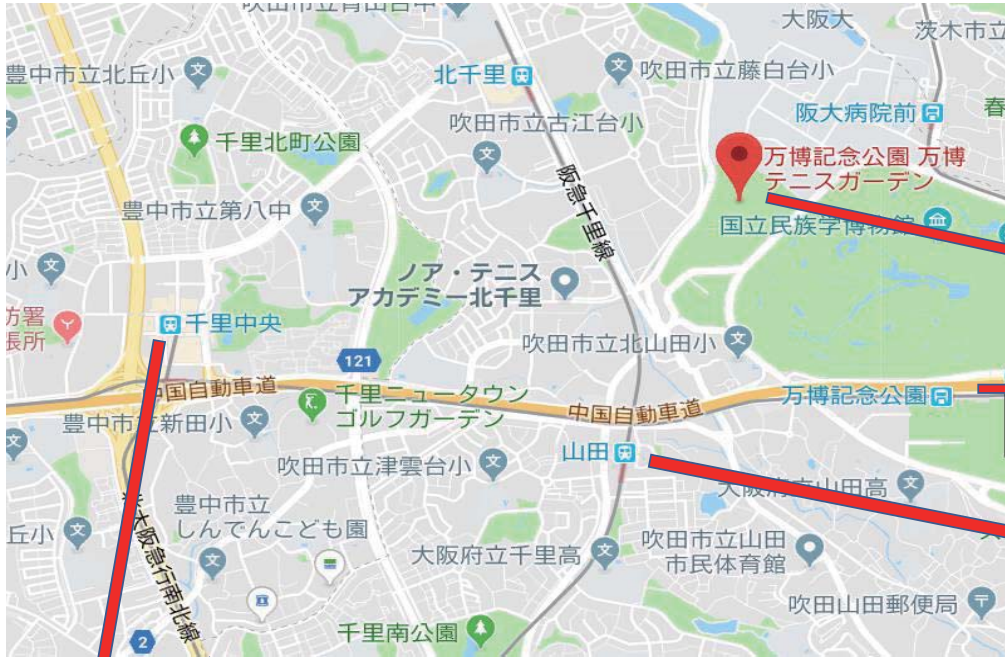 吹田市立青山台中
大阪大
茨木市立
豊中市立北丘小
北千里
吹田市立藤白台小
阪大病院前
春
千里北町公園
吹田市立古江台小
万博記念公園 万博
テニスガーデン
阪急千里線
豊中市立第八中
国立民族学博物館
小
ノア・テニス
アカデミー北千里
防署
張所
千里中央
吹田市立北山田小
121
中国自動車道
千里ニュータウン
ゴルフガーデン
万博記念公園
中国自動車道
豊中市立新田小
山田
吹田市立津雲台小
大阪府立山田高
豊中市立
しんでんこども園
丘小
大阪府立千里高
吹田市立山田
市民体育館
北大阪急行南北線
吹田山田郵便局
千里南公園
2